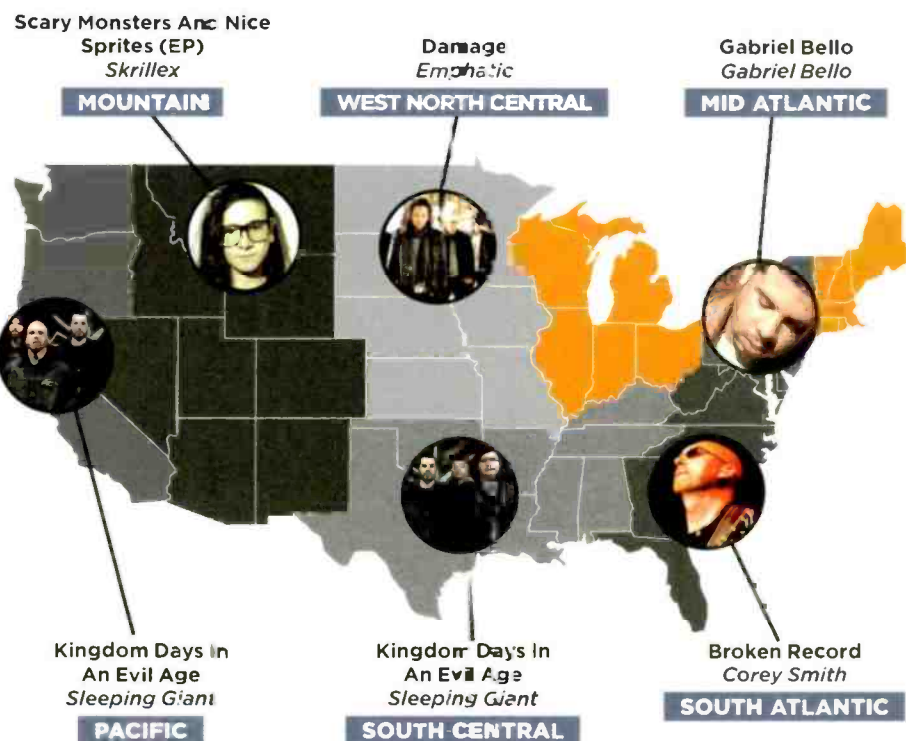 Scary Monsters And Nice
Sprites (EP)
Skrillex
MOUNTAIN
Damage
Emphatic
WEST NORTH CENTRAL
Gabriel Bello
Gabriel Bello
MID ATLANTIC
Kingdom Days In
An Evil Age
Sleeping Giant
PACIFIC
Kingdom Days In
An Evil Age
Sleeping Giant
SOUTH CENTRAL
Broken Record
Corey Smith
SOUTH ATLANTIC